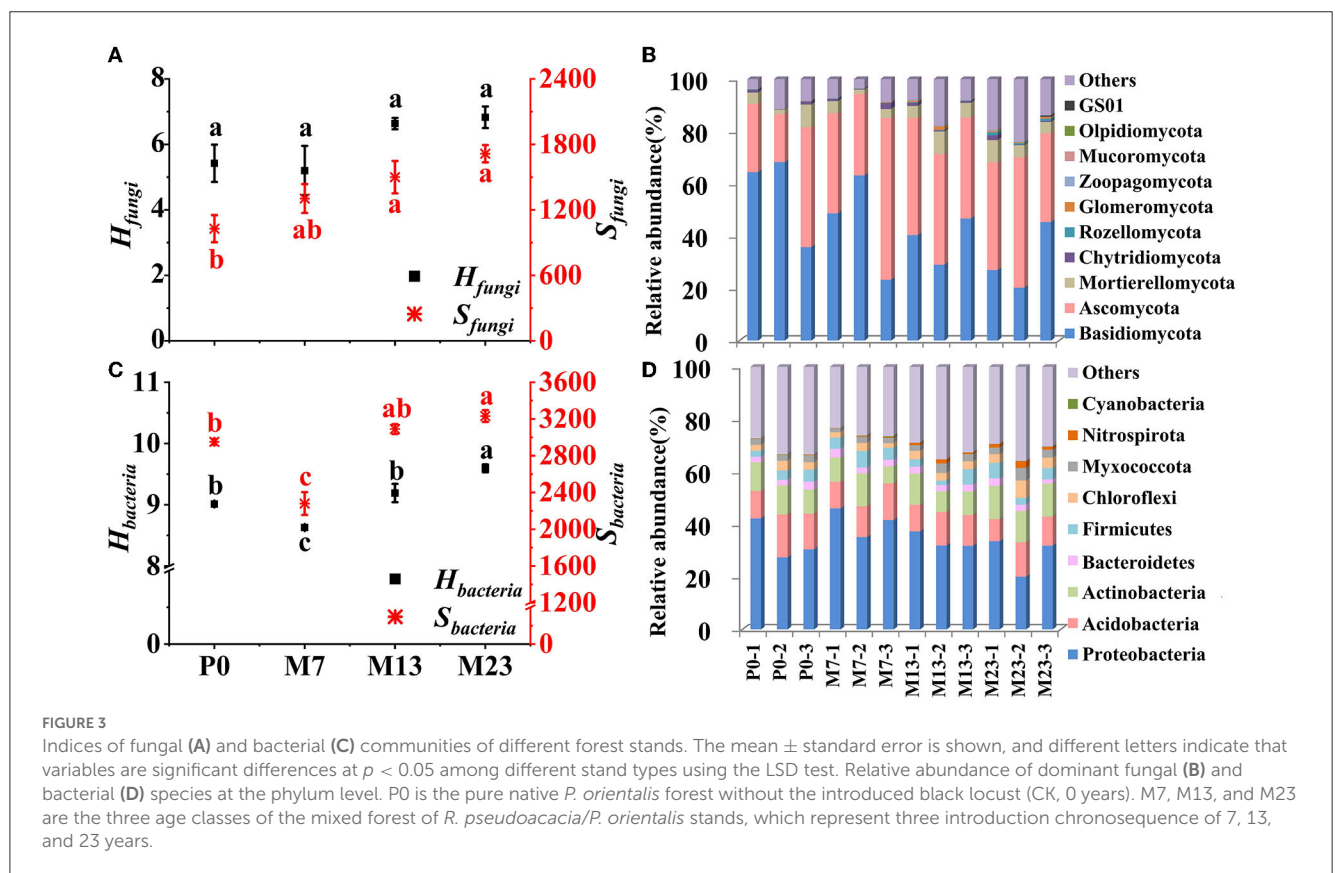 A
8
6
4
2
0
H fungi
a
a
a
a
b
ab
a
a
H fungi
S fungi
2400
1800
1200
600
0
S fungi
B
100
80
60
40
20
0
Relative abundance(%)
Others
GS01
Olpidiomycota
Mucoromycota
Zoopagomycota
Glomeromycota
Rozellomycota
Chytridiomycota
Mortierellomycota
Ascomycota
Basidiomycota
C
11
10
9
8
0
H bacteria
b
c
ab
a
b
c
b
a
H bacteria
S bacteria
3600
3200
2800
2400
2000
1600
1200
0
S bacteria
P0 M7 M13 M23
D
100
80
60
40
20
0
Relative abundance(%)
P0-1
P0-2
P0-3
M7-1
M7-2
M7-3
M13-1
M13-2
M13-3
M23-1
M23-2
M23-3
Others
Cyanobacteria
Nitrospirota
Myxococcota
Chloroflexi
Firmicutes
Bacteroidetes
Actinobacteria
Acidobacteria
Proteobacteria
FIGURE 3
Indices of fungal (A) and bacterial (C) communities of different forest stands. The mean ± standard error is shown, and different letters indicate that
variables are significant differences at p < 0.05 among different stand types using the LSD test. Relative abundance of dominant fungal (B) and
bacterial (D) species at the phylum level. P0 is the pure native P. orientalis forest without the introduced black locust (CK, 0 years). M7, M13, and M23
are the three age classes of the mixed forest of R. pseudoacacia/P. orientalis stands, which represent three introduction chronosequence of 7, 13,
and 23 years.